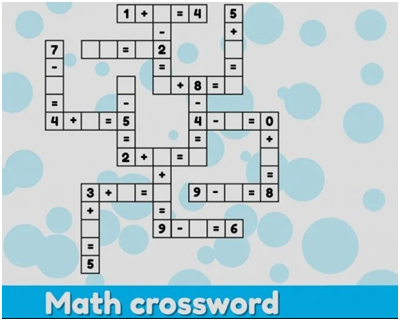 1 + = 4 5
- +
7 = 2
- = =
+ 8 =
= - -
4 + = 5 4 - = 0
= = +
2 + =
+ =
3 + = 9 - = 8
+ =
9 - = 6
=
5
Math crossword